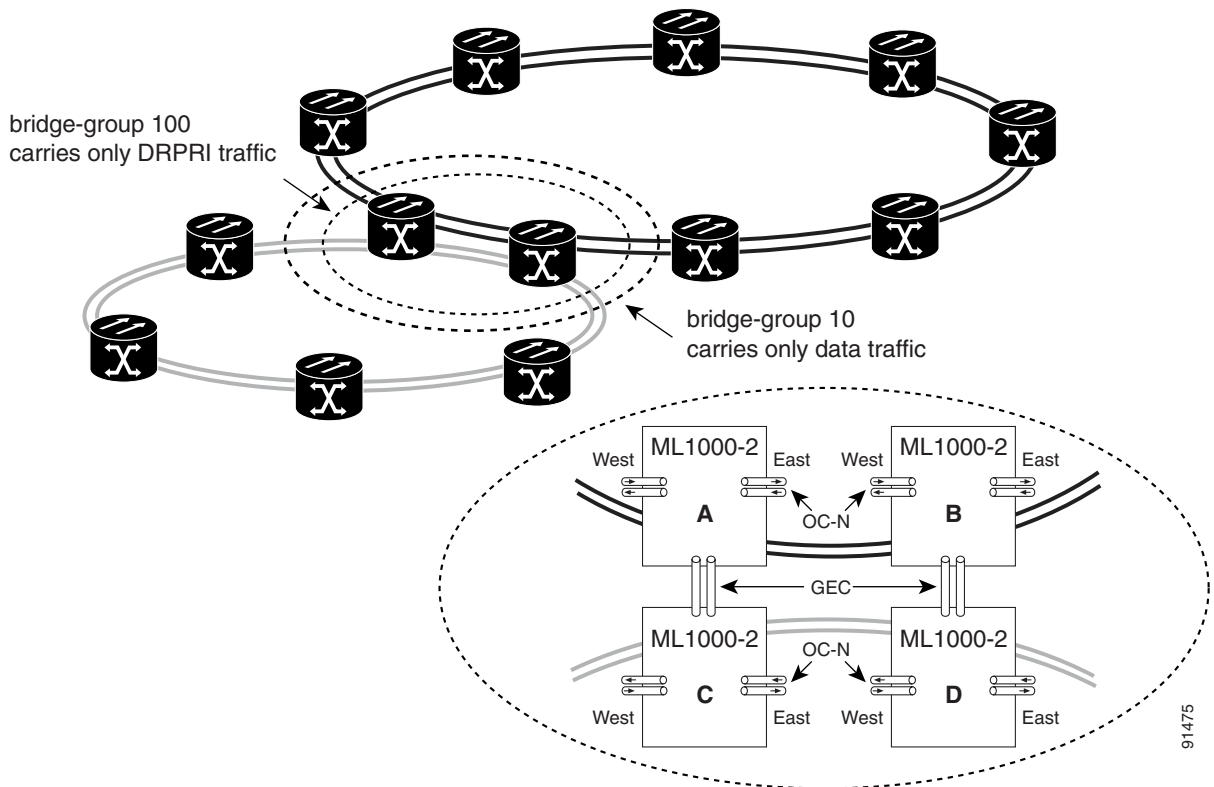 bridge-group 100
carries only DRPRI traffic
bridge-group 10
carries only data traffic
ML1000-2
ML1000-2
West
East
West
East
A
OC-N
B
GEC
ML1000-2
ML1000-2
OC-N
C
D
West
East
West
East
91475